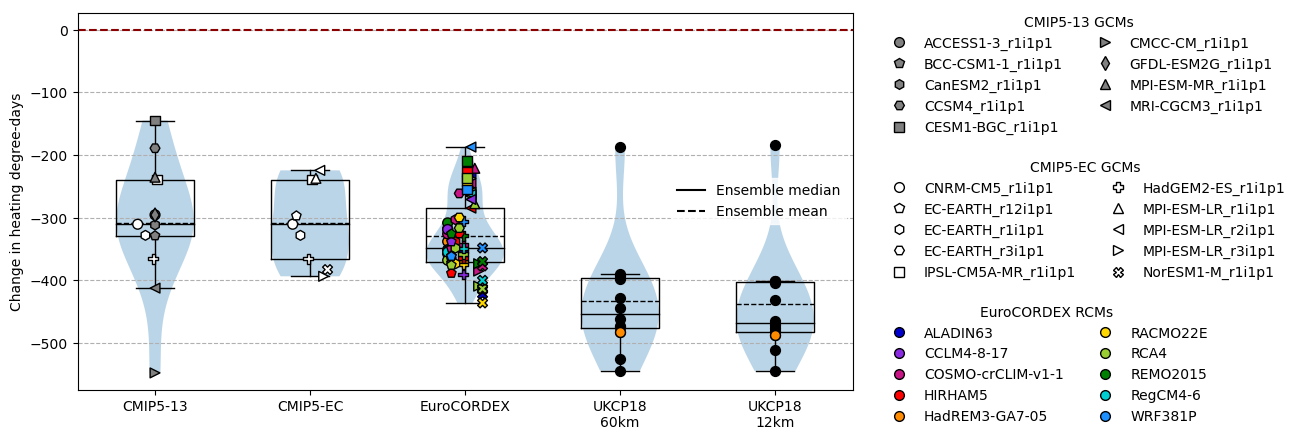 Change in heating degree-days
0
−100
−200
−300
−400
−500
CMIP5-13
CMIP5-EC
EuroCORDEX
UKCP18
60km
UKCP18
12km
Ensemble median
Ensemble mean
CMIP5-13 GCMs
ACCESS1-3_r1i1p1
BCC-CSM1-1_r1i1p1
CanESM2_r1i1p1
CCSM4_r1i1p1
CESM1-BGC_r1i1p1
CMCC-CM_r1i1p1
GFDL-ESM2G_r1i1p1
MPI-ESM-MR_r1i1p1
MRI-CGCM3_r1i1p1
CMIP5-EC GCMs
CNRM-CM5_r1i1p1
EC-EARTH_r12i1p1
EC-EARTH_r1i1p1
EC-EARTH_r3i1p1
IPSL-CM5A-MR_r1i1p1
HadGEM2-ES_r1i1p1
MPI-ESM-LR_r1i1p1
MPI-ESM-LR_r2i1p1
MPI-ESM-LR_r3i1p1
NorESM1-M_r1i1p1
EuroCORDEX RCMs
ALADIN63
CCLM4-8-17
COSMO-crCLIM-v1-1
HIRHAM5
HadREM3-GA7-05
RACMO22E
RCA4
REMO2015
RegCM4-6
WRF381P